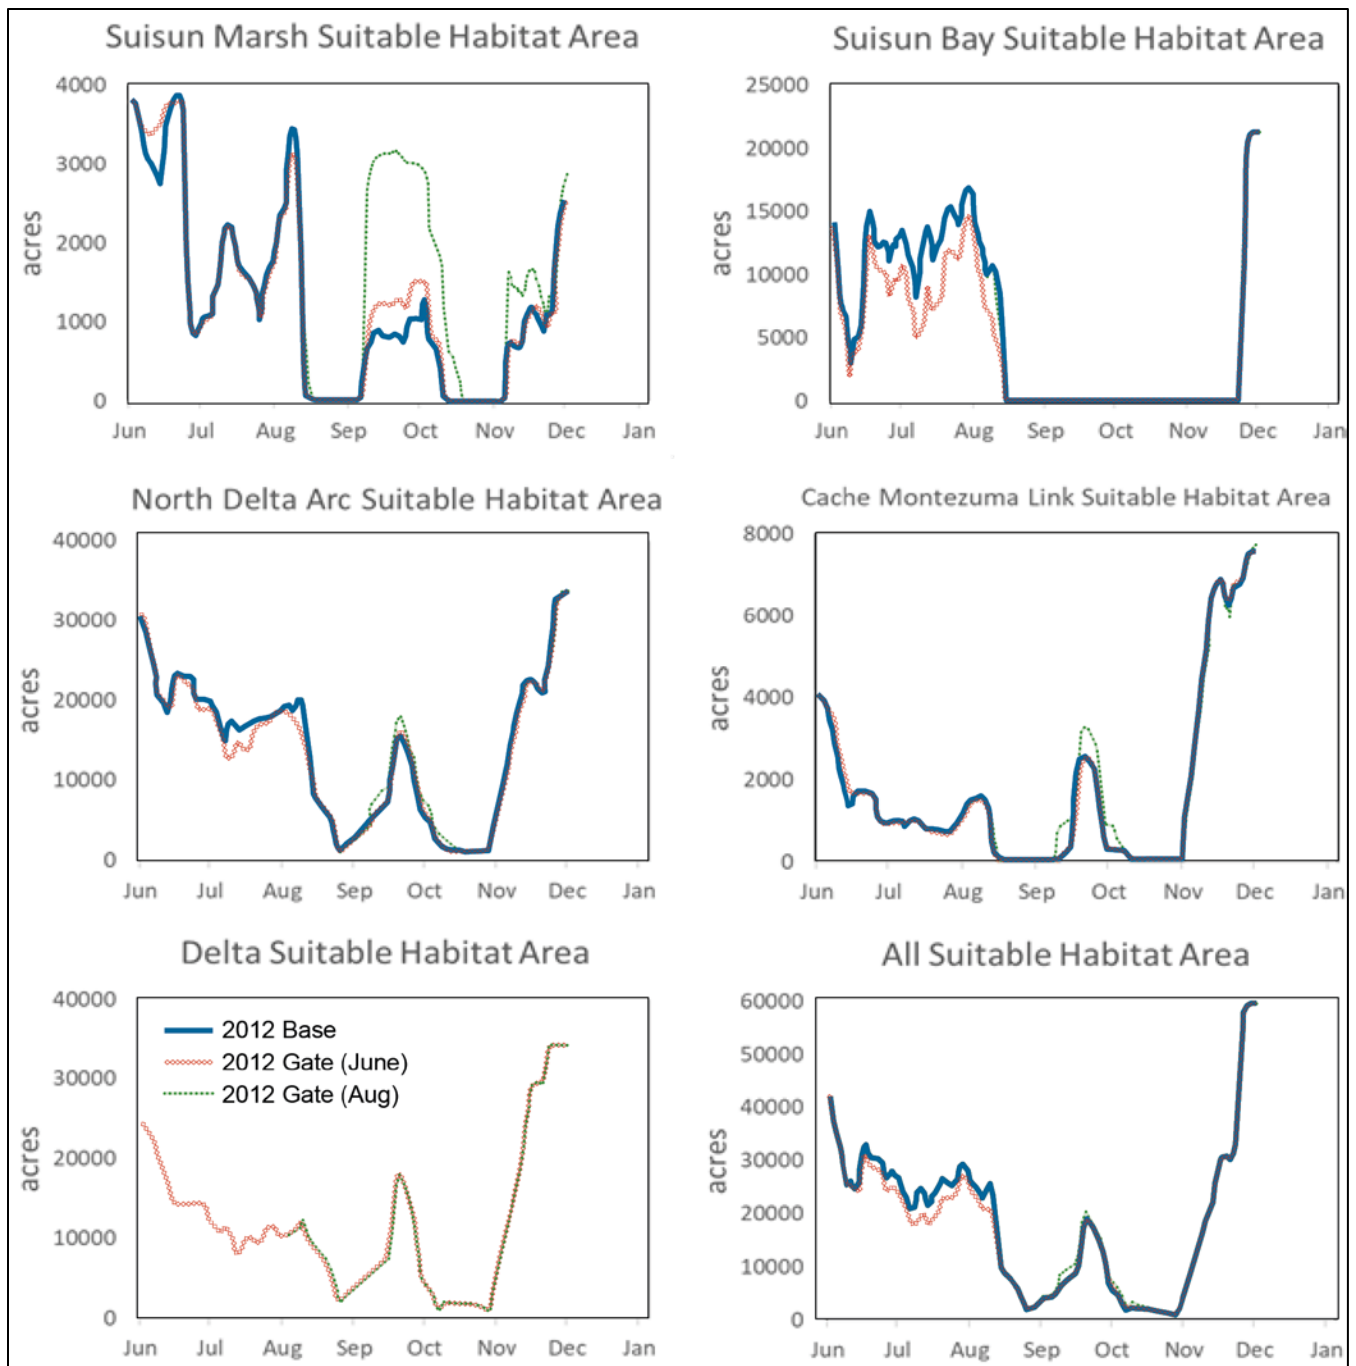 Suisun Marsh Suitable Habitat Area
4000
3000
2000
1000
0
acres
Jun Jul Aug Sep Oct Nov Dec Jan
Suisun Bay Suitable Habitat Area
25000
20000
15000
10000
5000
0
acres
Jun Jul Aug Sep Oct Nov Dec Jan
North Delta Arc Suitable Habitat Area
40000
30000
20000
10000
0
acres
Jun Jul Aug Sep Oct Nov Dec Jan
Cache Montezuma Link Suitable Habitat Area
8000
6000
4000
2000
0
acres
Jun Jul Aug Sep Oct Nov Dec Jan
Delta Suitable Habitat Area
40000
30000
20000
10000
0
acres
2012 Base
2012 Gate (June)
2012 Gate (Aug)
Jun Jul Aug Sep Oct Nov Dec Jan
All Suitable Habitat Area
60000
50000
40000
30000
20000
10000
0
acres
Jun Jul Aug Sep Oct Nov Dec Jan